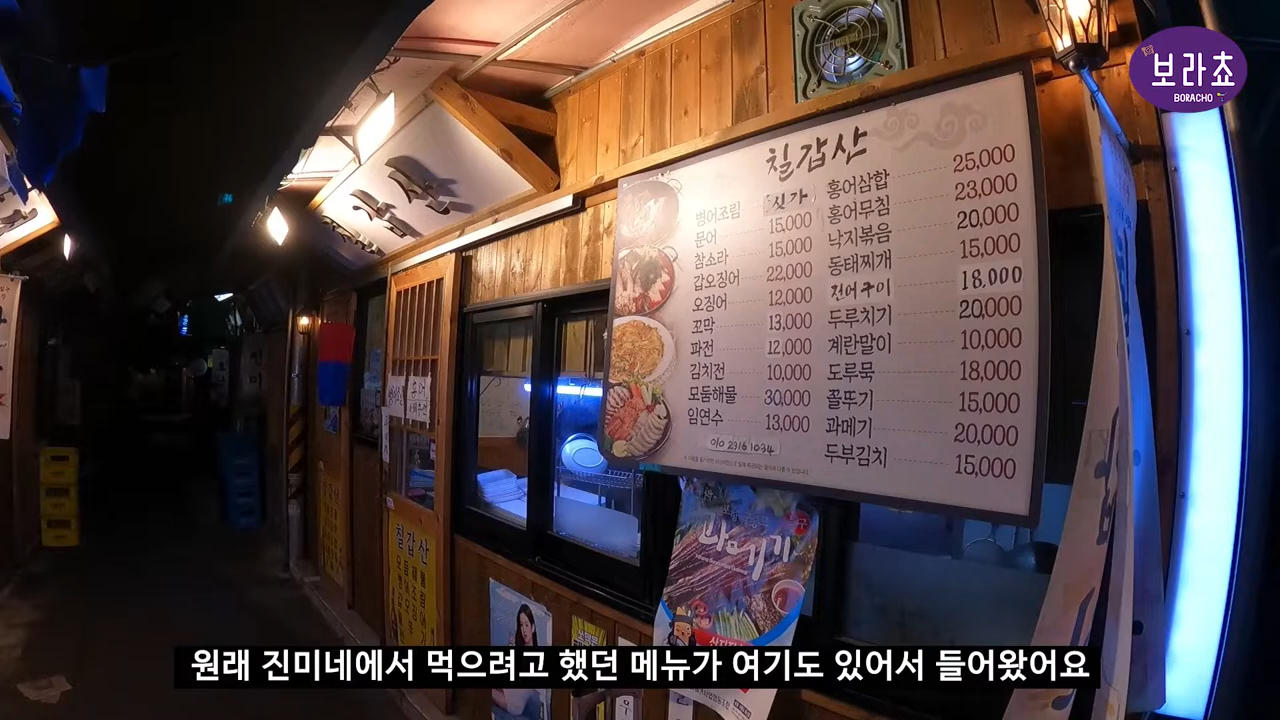 보라쵸
BORACHO
칠갑산
병어조림 싯가
문어 15,000
참소라 15,000
갑오징어 22,000
오징어 12,000
꼬막 13,000
파전 12,000
김치전 10,000
모둠해물 30,000
임연수 13,000
010 2316 1034
홍어삼합 25,000
홍어무침 23,000
낙지볶음 20,000
동태찌개 15,000
전어구이 18,000
두루치기 20,000
계란말이 10,000
도루묵 18,000
꼴뚜기 15,000
과메기 20,000
두부김치 15,000
칠갑산
과메기
원래 진미네에서 먹으려고 했던 메뉴가 여기도 있어서 들어왔어요